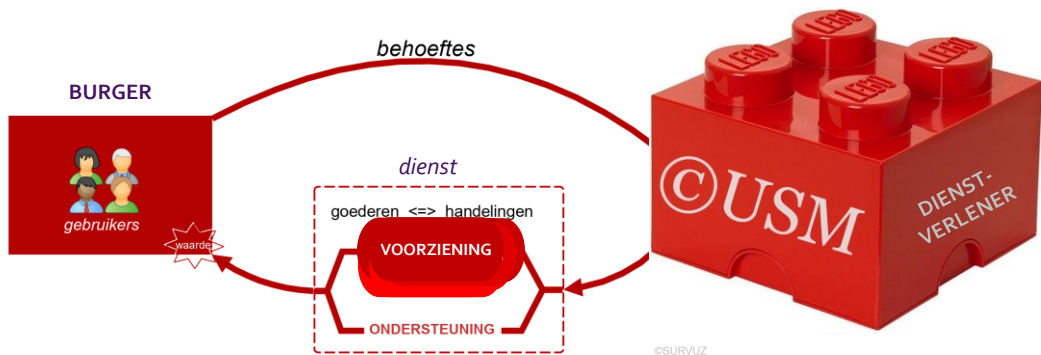 behoeftes
BURGER
gebruikers
waarde
dienst
goederen <=> handelingen
VOORZIENING
ONDERSTEUNING
LEGO
LEGO
LEGO
LEGO
©USM
DIENST-
VERLENER
©SURVUZ